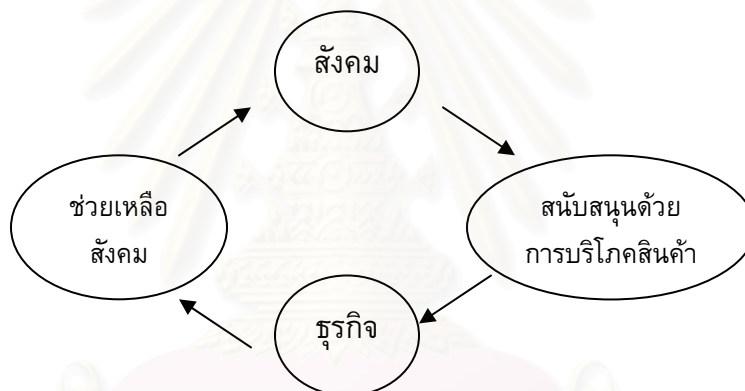 สังคม
ช่วยเหลือ
สังคม
สนับสนุนด้วย
การบริโภคสินค้า
ธุรกิจ